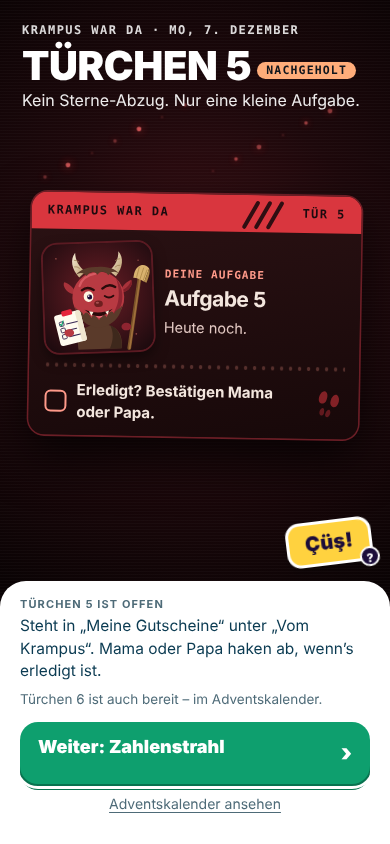 KRAMPUS WAR DA · MO, 7. DEZEMBER
TÜRCHEN 5 NACHGEHOLT
Kein Sterne-Abzug. Nur eine kleine Aufgabe.
KRAMPUS WAR DA TÜR 5
DEINE AUFGABE
Aufgabe 5
Heute noch.
Erledigt? Bestätigen Mama
oder Papa.
Çüş!
?
TÜRCHEN 5 IST OFFEN
Steht in „Meine Gutscheine“ unter „Vom
Krampus“. Mama oder Papa haken ab, wenn’s
erledigt ist.
Türchen 6 ist auch bereit – im Adventskalender.
Weiter: Zahlenstrahl ›
Adventskalender ansehen